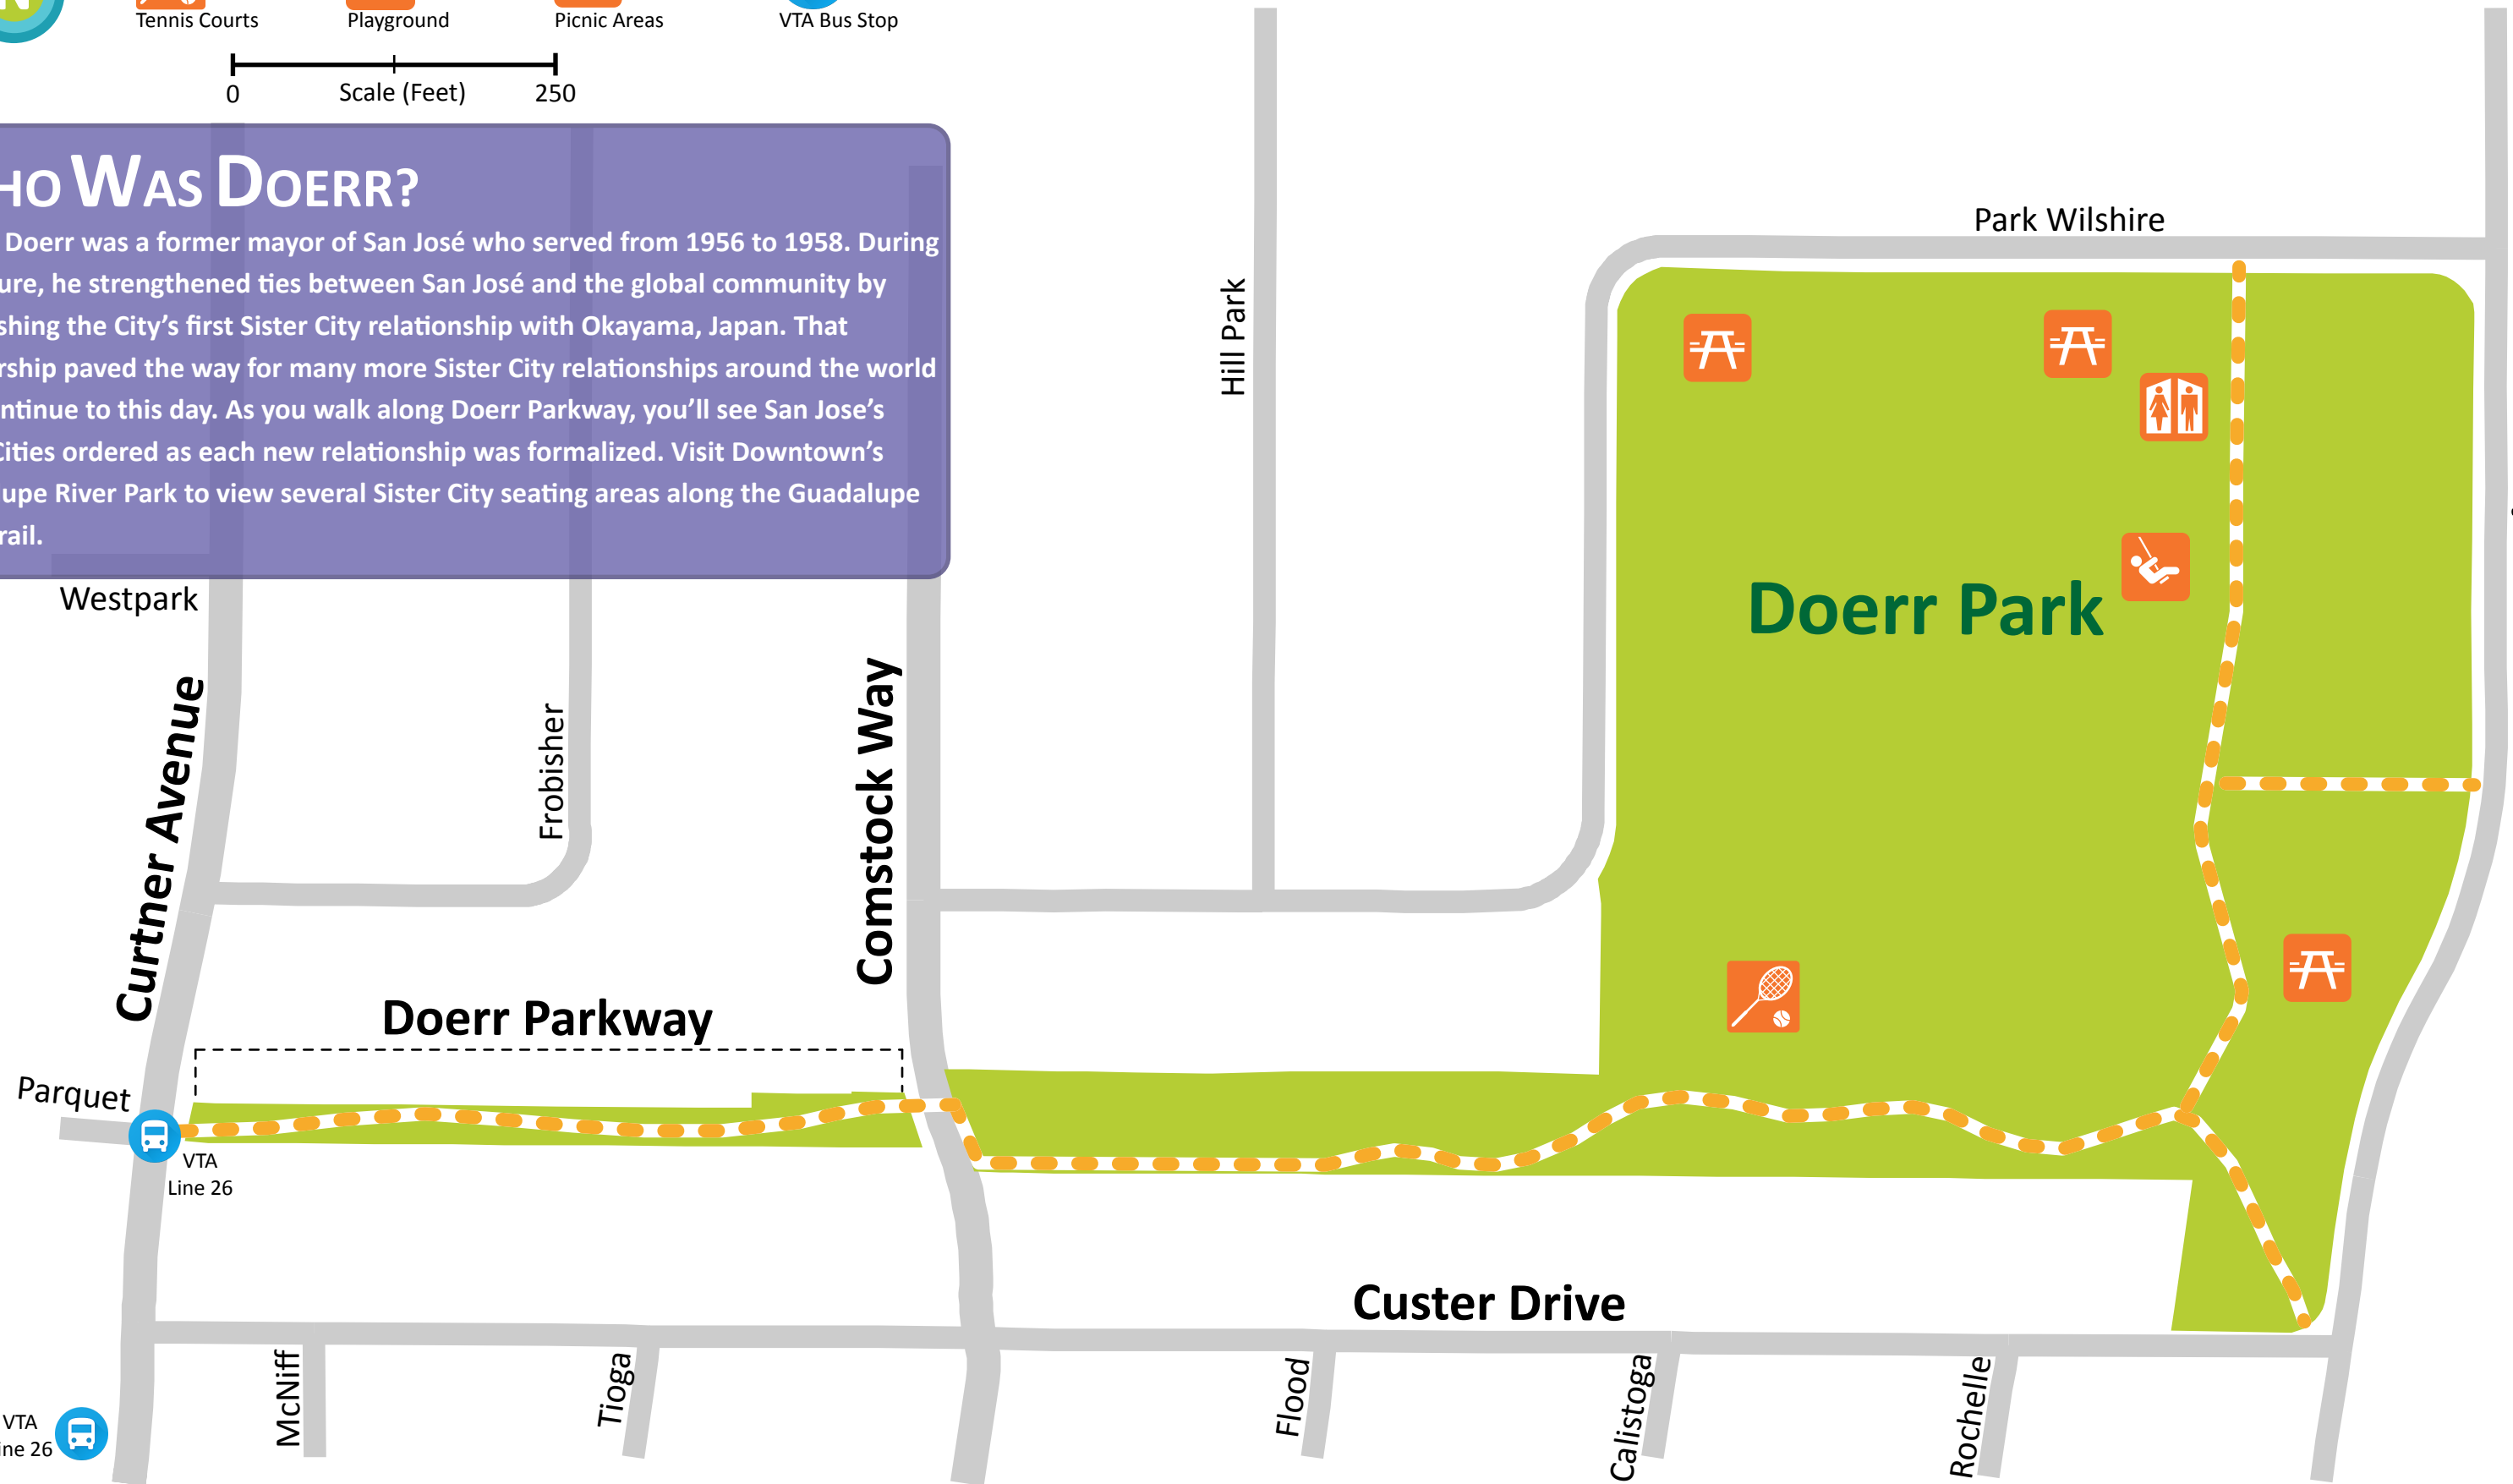 N
Tennis Courts
Playground
Picnic Areas
VTA Bus Stop
0
Scale (Feet)
250
HO WAS DOERR?
Doerr was a former mayor of San José who served from 1956 to 1958. During
ure, he strengthened ties between San José and the global community by
shing the City’s first Sister City relationship with Okayama, Japan. That
rship paved the way for many more Sister City relationships around the world
ntinue to this day. As you walk along Doerr Parkway, you’ll see San Jose’s
Cities ordered as each new relationship was formalized. Visit Downtown’s
upe River Park to view several Sister City seating areas along the Guadalupe
rail.
Park Wilshire
Hill Park
Westpark
Doerr Park
Curtner Avenue
Frobisher
Comstock Way
Doerr Parkway
Parquet
VTA
Line 26
Custer Drive
McNiff
Tioga
Flood
Calistoga
Rochelle
VTA
ine 26